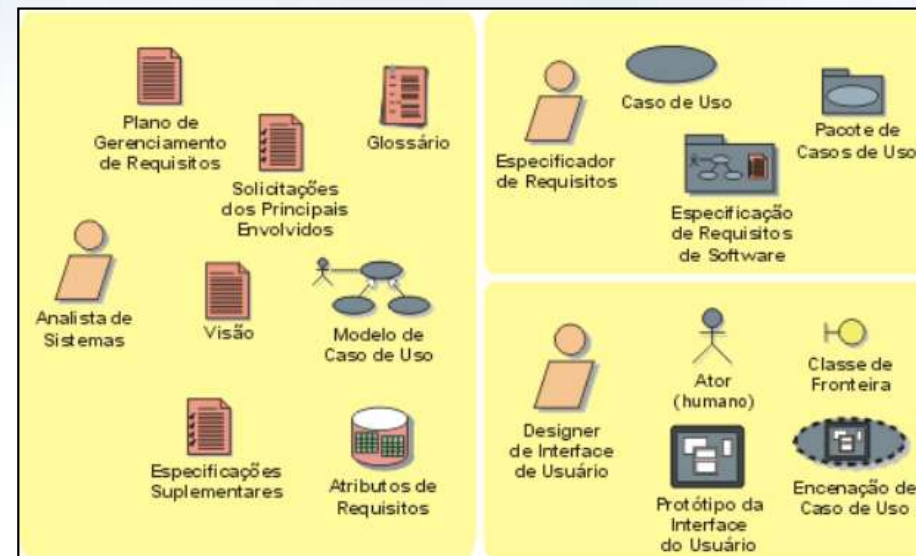 Plano de
Gerenciamento
de Requisitos
Glossário
Solicitações
dos Principais
Envolvidos
Analista de
Sistemas
Visão
Modelo de
Caso de Uso
Especificações
Suplementares
Atributos de
Requisitos
Especificador
de Requisitos
Caso de Uso
Pacote de
Casos de Uso
Especificação
de Requisitos
de Software
Designer
de Interface
de Usuário
Ator
(humano)
Classe de
Fronteira
Protótipo da
Interface
do Usuário
Encenação de
Caso de Uso